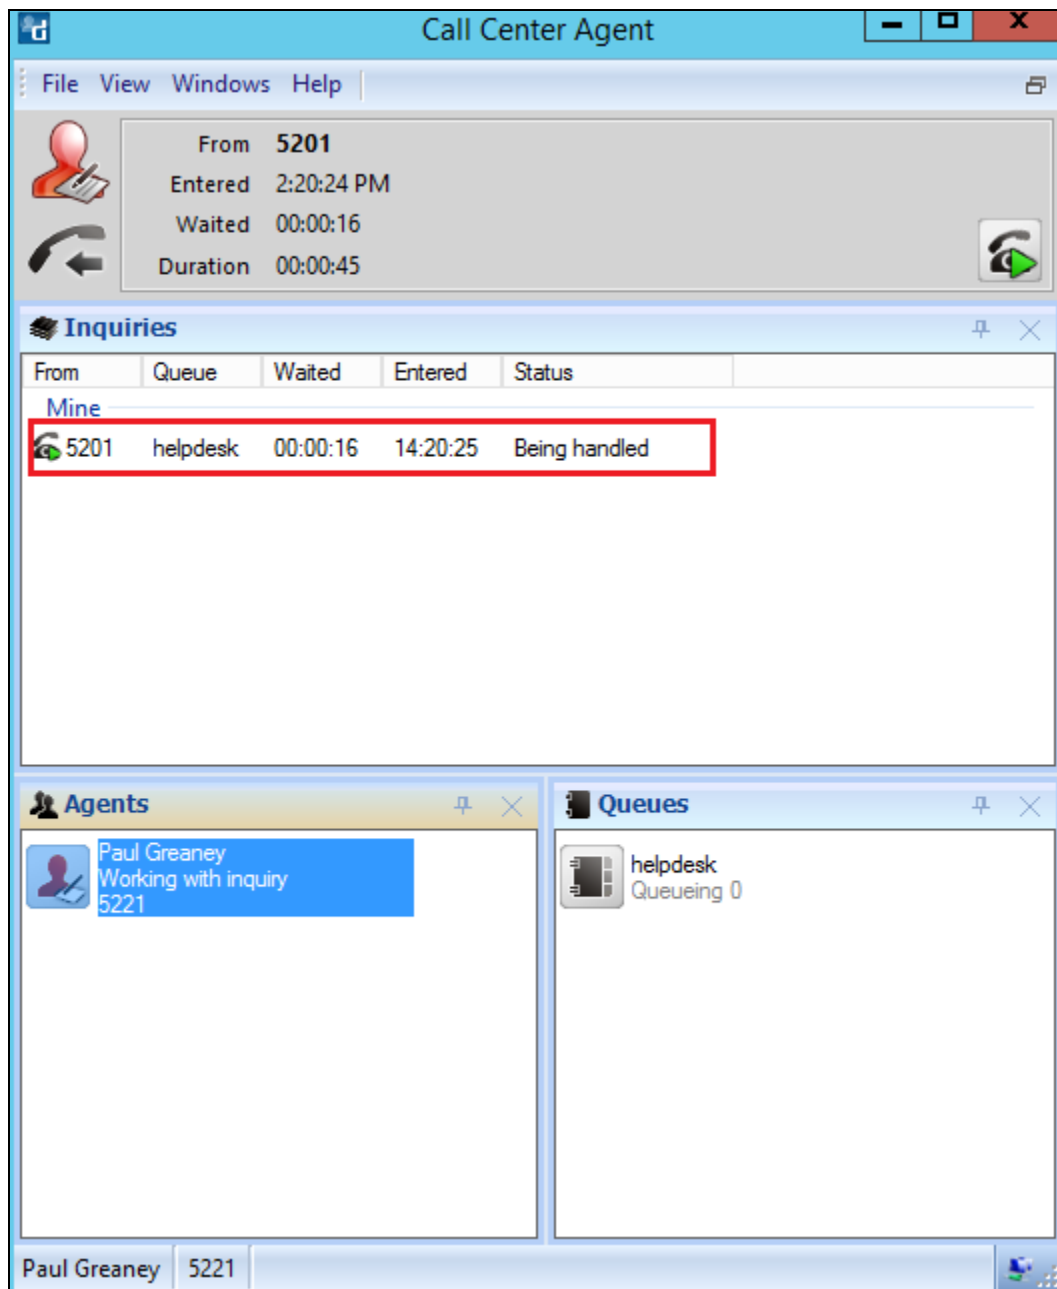 d
Call Center Agent
File View Windows Help
From 5201
Entered 2:20:24 PM
Waited 00:00:16
Duration 00:00:45
Inquiries
From Queue Waited Entered Status
Mine
5201 helpdesk 00:00:16 14:20:25 Being handled
Agents
Paul Greaney
Working with inquiry
5221
Queues
helpdesk
Queueing 0
Paul Greaney 5221